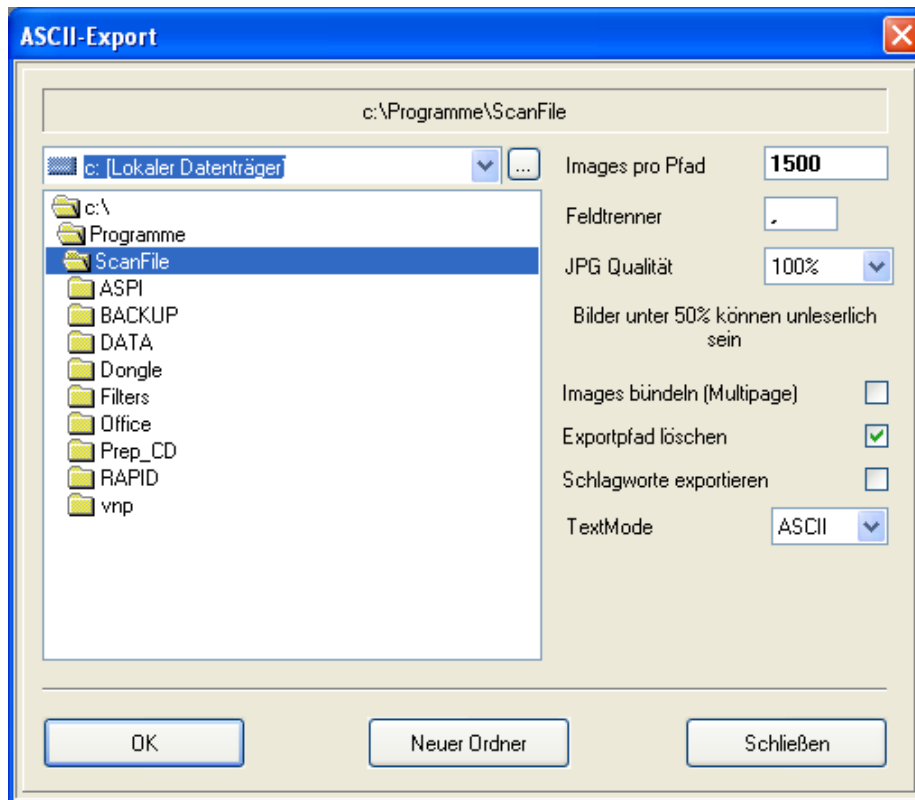 ASCII-Export
c:\Programme\ScanFile
c: [Lokaler Datenträger]
...
Images pro Pfad
1500
c:\
Programme
ScanFile
ASPI
BACKUP
DATA
Dongle
Filters
Office
Prep_CD
RAPID
vnp
Feldtrenner
,
JPG Qualität
100%
Bilder unter 50% können unleserlich
sein
Images bündeln (Multipage)
Exportpfad löschen
Schlagworte exportieren
TextMode
ASCII
OK
Neuer Ordner
Schließen